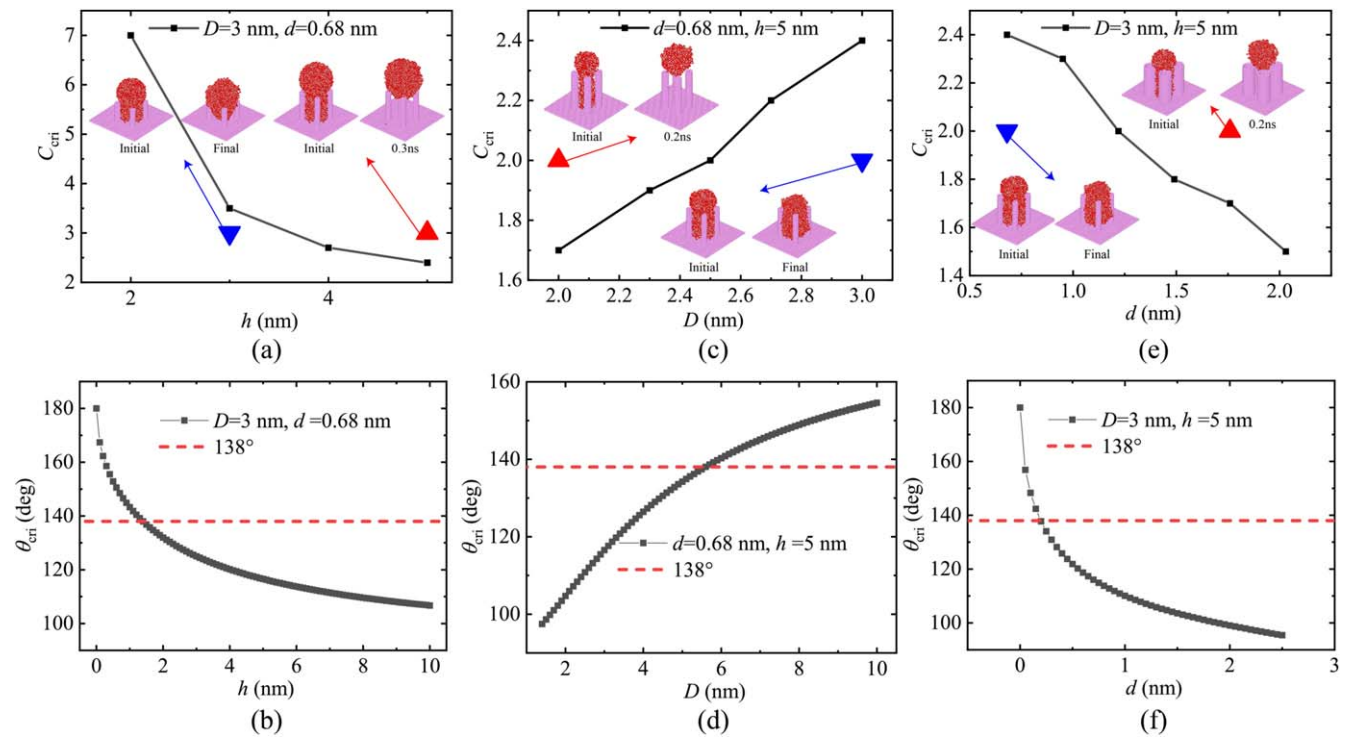 D=3 nm, d=0.68 nm
7
6
5
4
3
2
C_cri
Initial
Final
Initial
0.3ns
2
4
h (nm)
(a)
d=0.68 nm, h=5 nm
2.4
2.2
2.0
1.8
1.6
C_cri
Initial
0.2ns
Initial
Final
2.0
2.2
2.4
2.6
2.8
3.0
D (nm)
(c)
D=3 nm, h=5 nm
2.4
2.2
2.0
1.8
1.6
1.4
C_cri
Initial
0.2ns
Initial
Final
0.5
1.0
1.5
2.0
d (nm)
(e)
180
160
140
120
100
θ_cri (deg)
D=3 nm, d =0.68 nm
138°
0
2
4
6
8
10
h (nm)
(b)
160
140
120
100
θ_cri (deg)
d=0.68 nm, h =5 nm
138°
2
4
6
8
10
D (nm)
(d)
180
160
140
120
100
θ_cri (deg)
D=3 nm, h =5 nm
138°
0
1
2
3
d (nm)
(f)